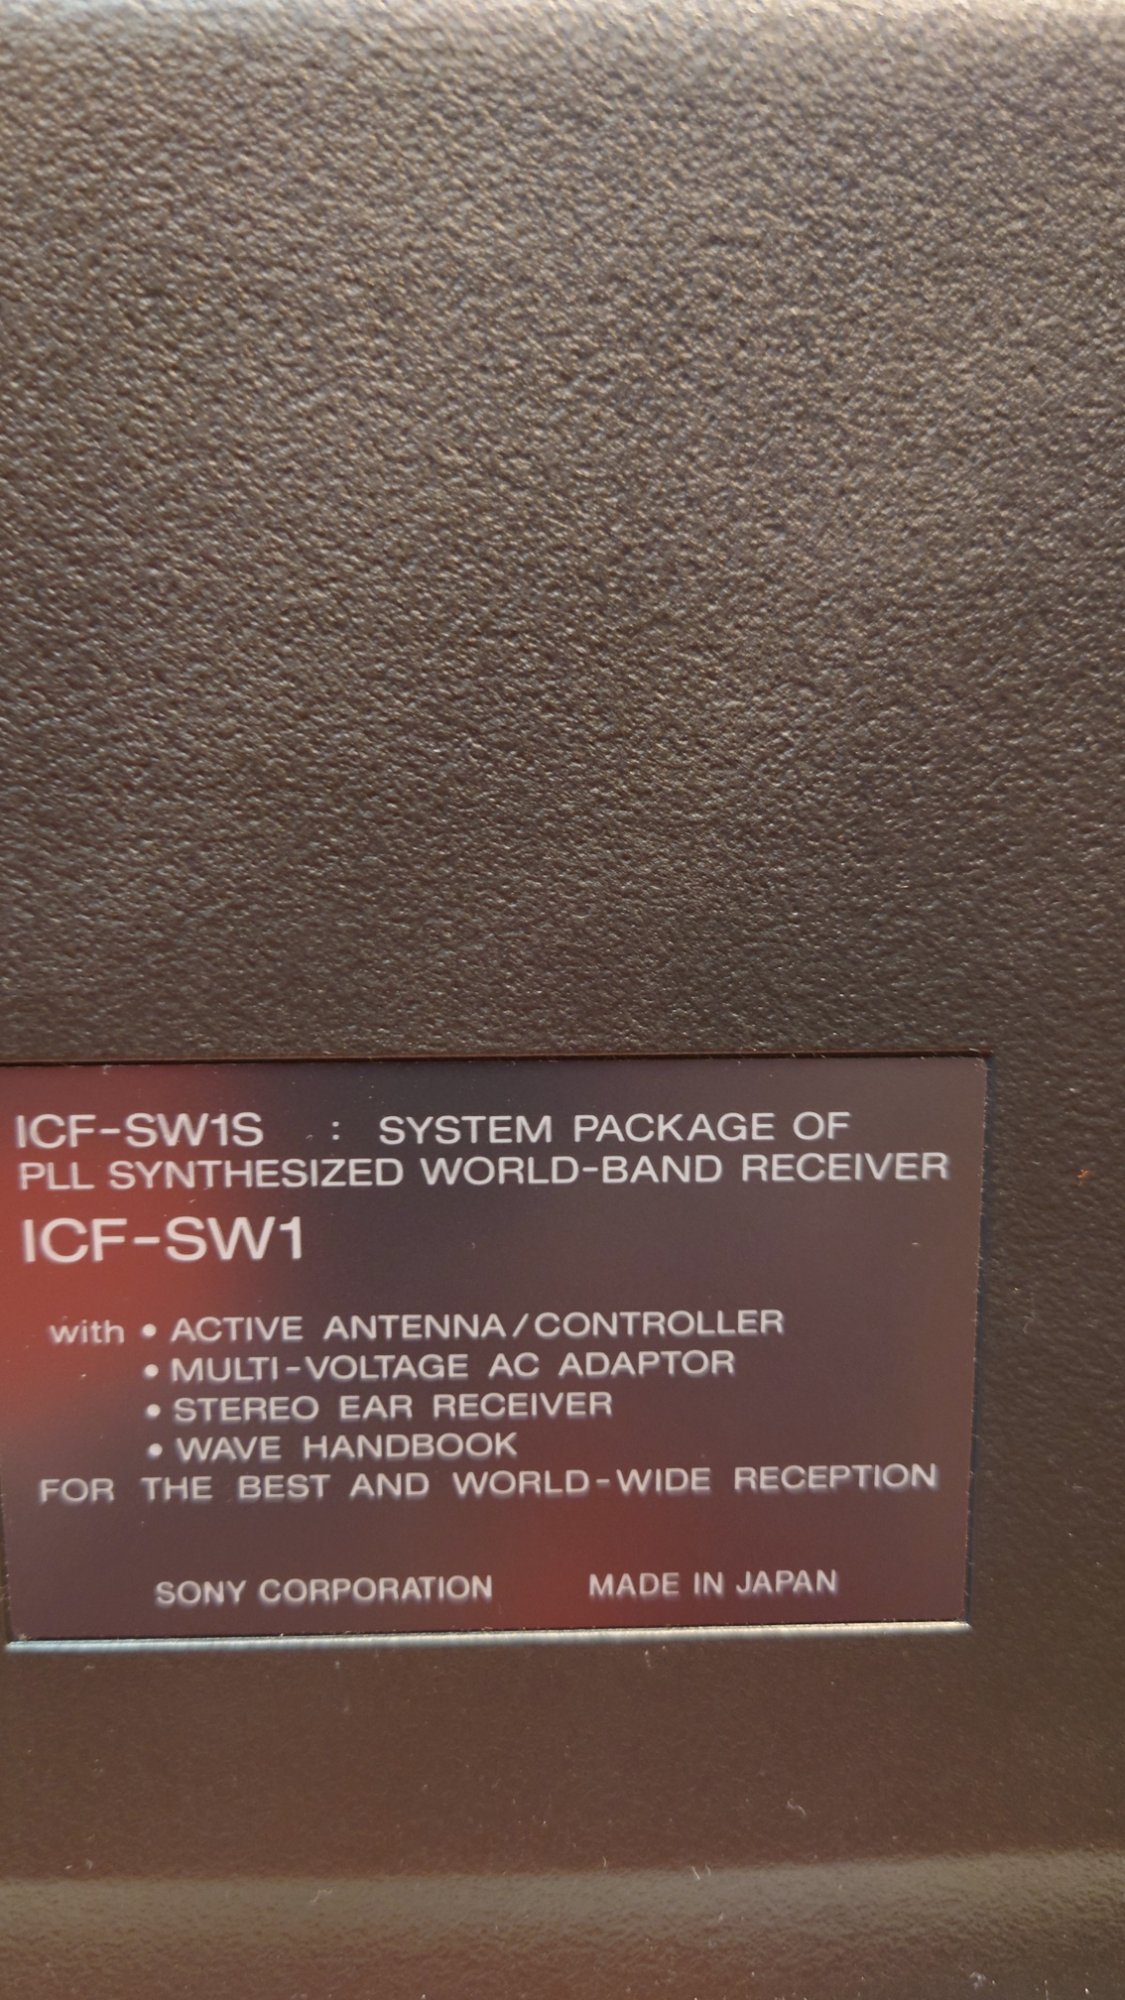 ICF-SW1S : SYSTEM PACKAGE OF
PLL SYNTHESIZED WORLD-BAND RECEIVER
ICF-SW1
with • ACTIVE ANTENNA/CONTROLLER
• MULTI-VOLTAGE AC ADAPTOR
• STEREO EAR RECEIVER
• WAVE HANDBOOK
FOR THE BEST AND WORLD-WIDE RECEPTION
SONY CORPORATION MADE IN JAPAN